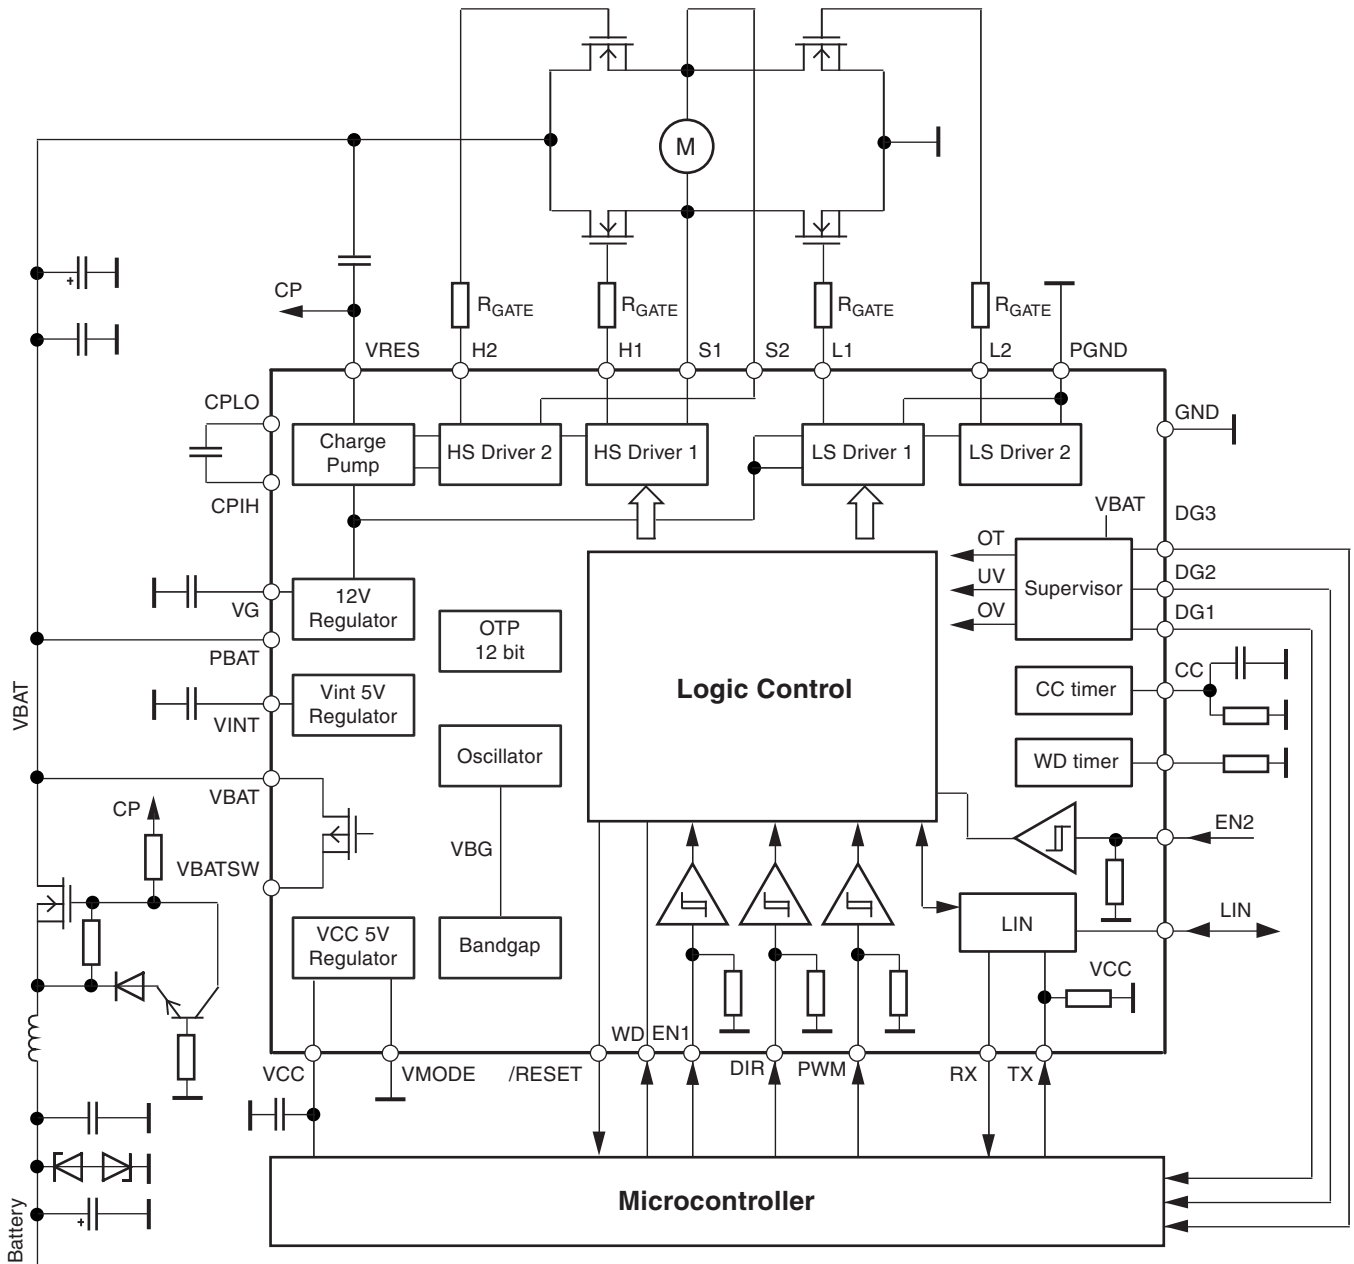 M
CP
RGATE
RGATE
RGATE
RGATE
VRES
H2
H1
S1
S2
L1
L2
PGND
CPLO
GND
Charge
Pump
HS Driver 2
HS Driver 1
LS Driver 1
LS Driver 2
CPIH
VBAT
DG3
OT
UV
OV
Supervisor
DG2
DG1
VG
12V
Regulator
OTP
12 bit
PBAT
CC
CC timer
Logic Control
Vint 5V
Regulator
VINT
VBAT
Oscillator
WD timer
VBAT
CP
VBG
EN2
VBATSW
LIN
LIN
VCC 5V
Regulator
Bandgap
VCC
WD
EN1
VCC
VMODE
/RESET
DIR
PWM
RX
TX
+
+
Microcontroller
Battery